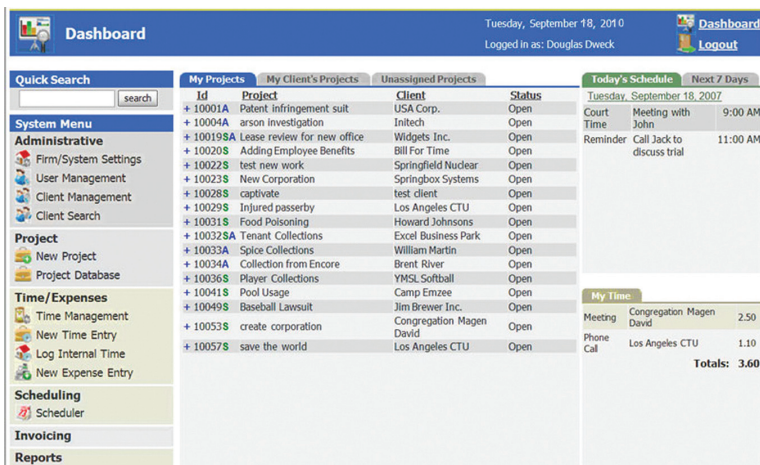 Dashboard
Tuesday, September 18, 2010
Logged in as: Douglas Dweck
Dashboard
Logout
Quick Search
search
System Menu
Administrative
Firm/System Settings
User Management
Client Management
Client Search
Project
New Project
Project Database
Time/Expenses
Time Management
New Time Entry
Log Internal Time
New Expense Entry
Scheduling
Scheduler
Invoicing
Reports
My Projects My Client's Projects Unassigned Projects
Id Project Client Status
+ 10001A Patent infringement suit USA Corp. Open
+ 10004A arson investigation Initech Open
+ 10019SA Lease review for new office Widgets Inc. Open
+ 10020S Adding Employee Benefits Bill For Time Open
+ 10022S test new work Springfield Nuclear Open
+ 10023S New Corporation Springbox Systems Open
+ 10028S captivate test client Open
+ 10029S Injured passerby Los Angeles CTU Open
+ 10031S Food Poisoning Howard Johnsons Open
+ 10032SA Tenant Collections Excel Business Park Open
+ 10033A Spice Collections William Martin Open
+ 10034A Collection from Encore Brent River Open
+ 10036S Player Collections YMSL Softball Open
+ 10041S Pool Usage Camp Emzee Open
+ 10049S Baseball Lawsuit Jim Brewer Inc. Open
+ 10053S create corporation Congregation Magen David Open
+ 10057S save the world Los Angeles CTU Open
Today's Schedule Next 7 Days
Tuesday, September 18, 2007
Court Time Meeting with John 9:00 AM
Reminder Call Jack to discuss trial 11:00 AM
My Time
Meeting Congregation Magen David 2.50
Phone Call Los Angeles CTU 1.10
Totals: 3.60